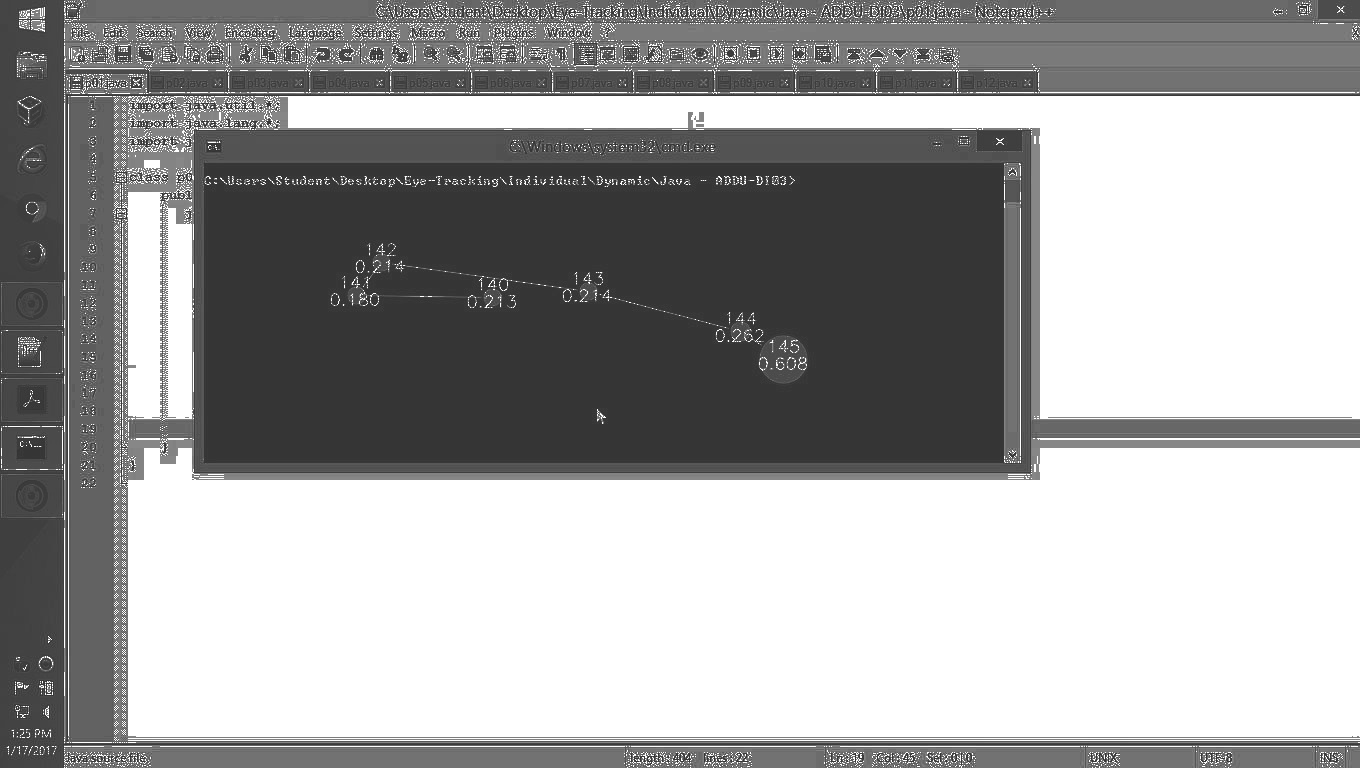 C:\Users\Student\Desktop\Eye-Tracking\Individual\Dynamic\Java - ADDU-DI0
p01.java - Notepad++
File Edit Search View Encoding Language Settings Macro Run Plugins Window ?
p01.java p02.java p03.java p04.java p05.java p06.java p07.java p08.java p09.java p10.java p11.java p12.java
1 import java.util.*;
2 import java.lang.*;
3 import j
4
5 class p0
6 publ
7
8
9
10
11
12
13
14
15
16
17
18
19
20 }
21 }
22
C:\Windows\system32\cmd.exe
C:\Users\Student\Desktop\Eye-Tracking\Individual\Dynamic\Java - ADDU-DI03>
142
0.214
141
0.180
140
0.213
143
0.214
144
0.262
145
0.608
C:\
1:25 PM
1/17/2017
Java source file
length : 404 lines : 22
Ln : 19 Col : 45 Sel : 0 | 0
UNIX
UTF-8
INS